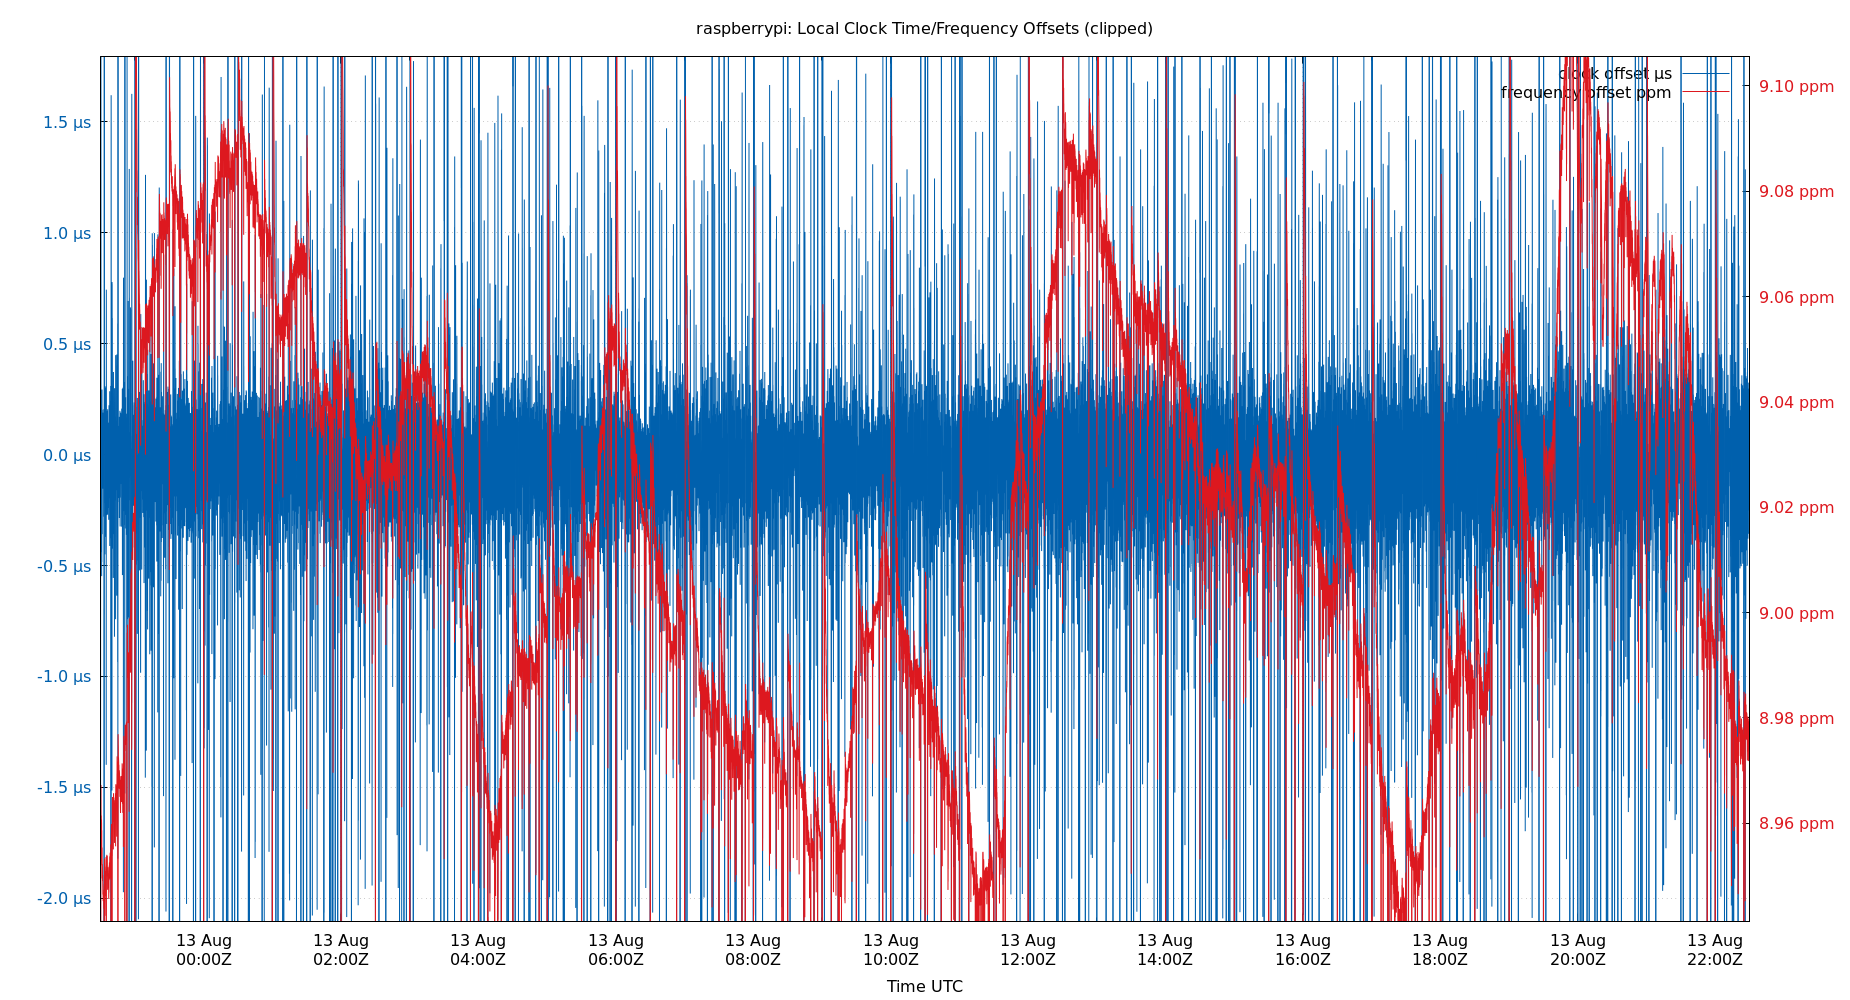 raspberrypi: Local Clock Time/Frequency Offsets (clipped)
clock offset µs
frequency offset ppm
1.5 µs
1.0 µs
0.5 µs
0.0 µs
-0.5 µs
-1.0 µs
-1.5 µs
-2.0 µs
9.10 ppm
9.08 ppm
9.06 ppm
9.04 ppm
9.02 ppm
9.00 ppm
8.98 ppm
8.96 ppm
13 Aug
00:00Z
13 Aug
02:00Z
13 Aug
04:00Z
13 Aug
06:00Z
13 Aug
08:00Z
13 Aug
10:00Z
13 Aug
12:00Z
13 Aug
14:00Z
13 Aug
16:00Z
13 Aug
18:00Z
13 Aug
20:00Z
13 Aug
22:00Z
Time UTC